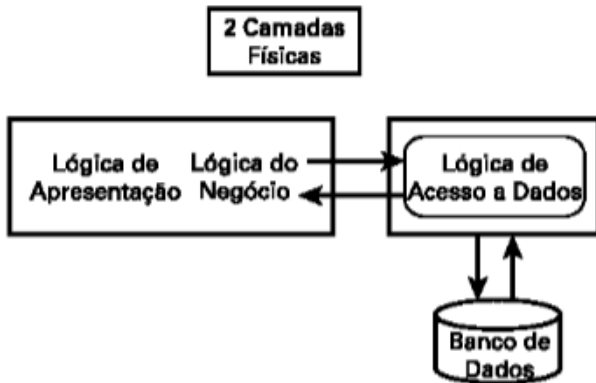 2 Camadas
Físicas
Lógica de
Apresentação
Lógica do
Negócio
Lógica de
Acesso a Dados
Banco de
Dados